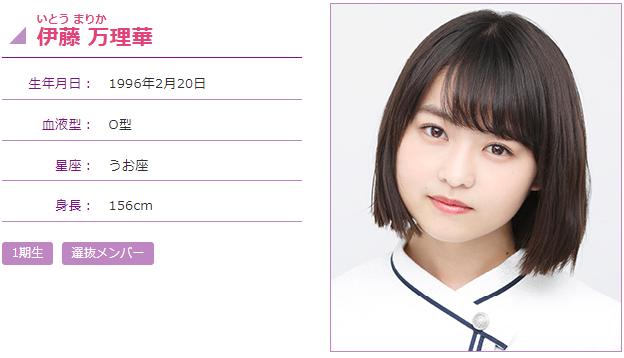 いとう まりか
伊藤 万理華
生年月日： 1996年2月20日
血液型： O型
星座： うお座
身長： 156cm
1期生 選抜メンバー